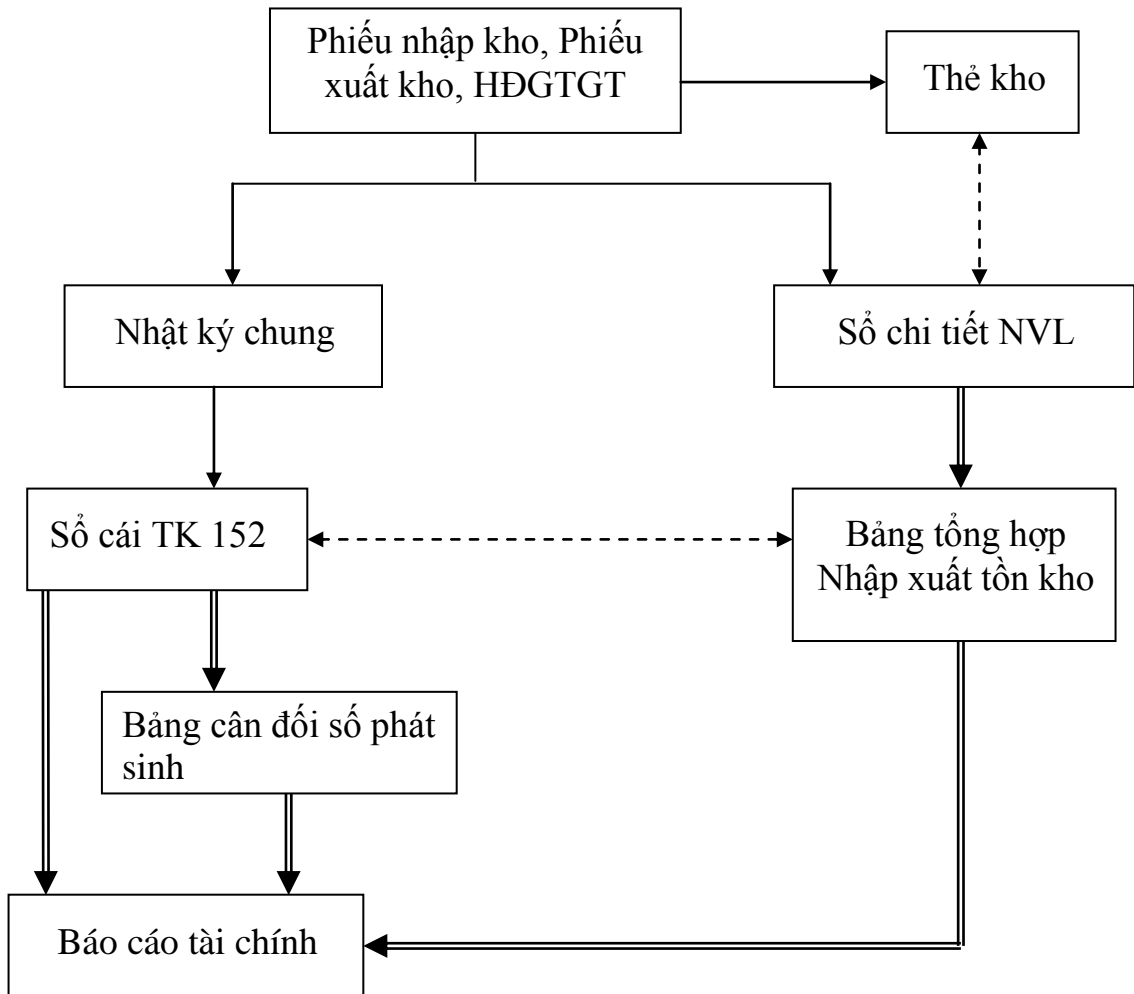 Phiếu nhập kho, Phiếu
xuất kho, HĐGTGT
Thẻ kho
Nhật ký chung
Sổ chi tiết NVL
Sổ cái TK 152
Bảng tổng hợp
Nhập xuất tồn kho
Bảng cân đối số phát
sinh
Báo cáo tài chính